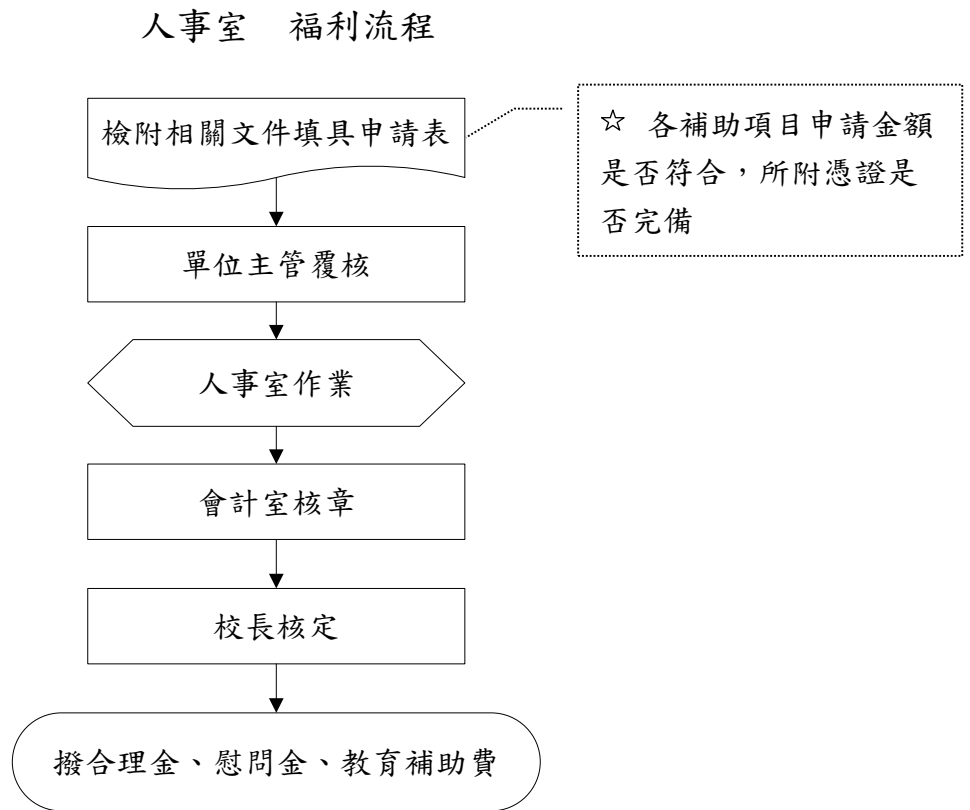 人事室　福利流程
檢附相關文件填具申請表
☆ 各補助項目申請金額
是否符合，所附憑證是
否完備
單位主管覆核
人事室作業
會計室核章
校長核定
撥合理金、慰問金、教育補助費